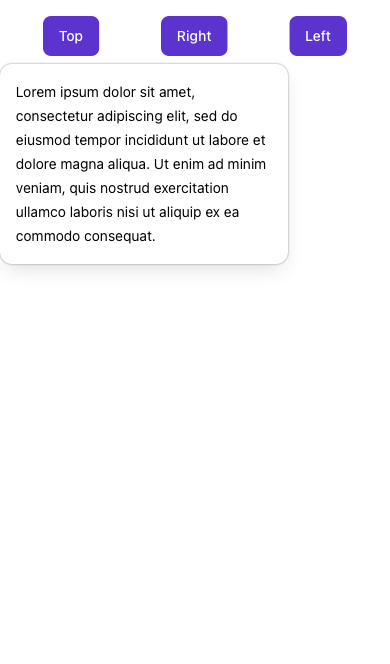 Top Right Left
Lorem ipsum dolor sit amet,
consectetur adipiscing elit, sed do
eiusmod tempor incididunt ut labore et
dolore magna aliqua. Ut enim ad minim
veniam, quis nostrud exercitation
ullamco laboris nisi ut aliquip ex ea
commodo consequat.